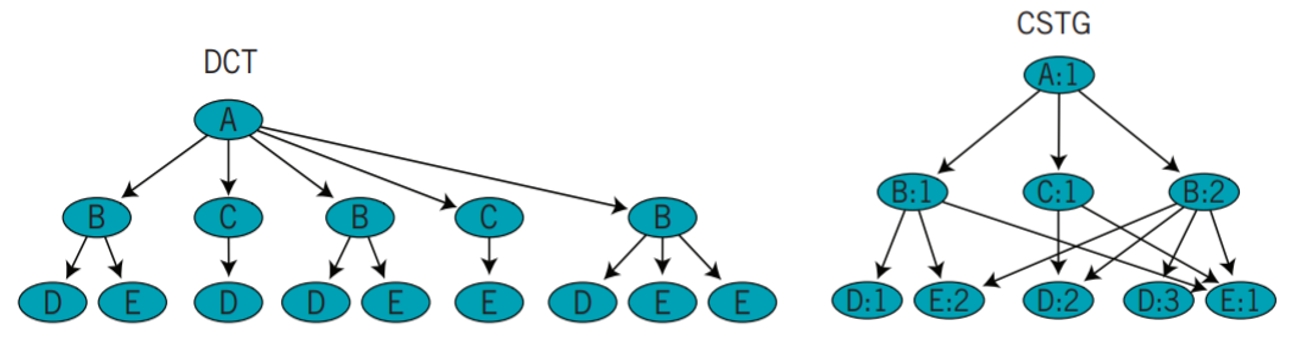 DCT
A
B C B C B
D E D D E E D E E
CSTG
A:1
B:1 C:1 B:2
D:1 E:2 D:2 D:3 E:1